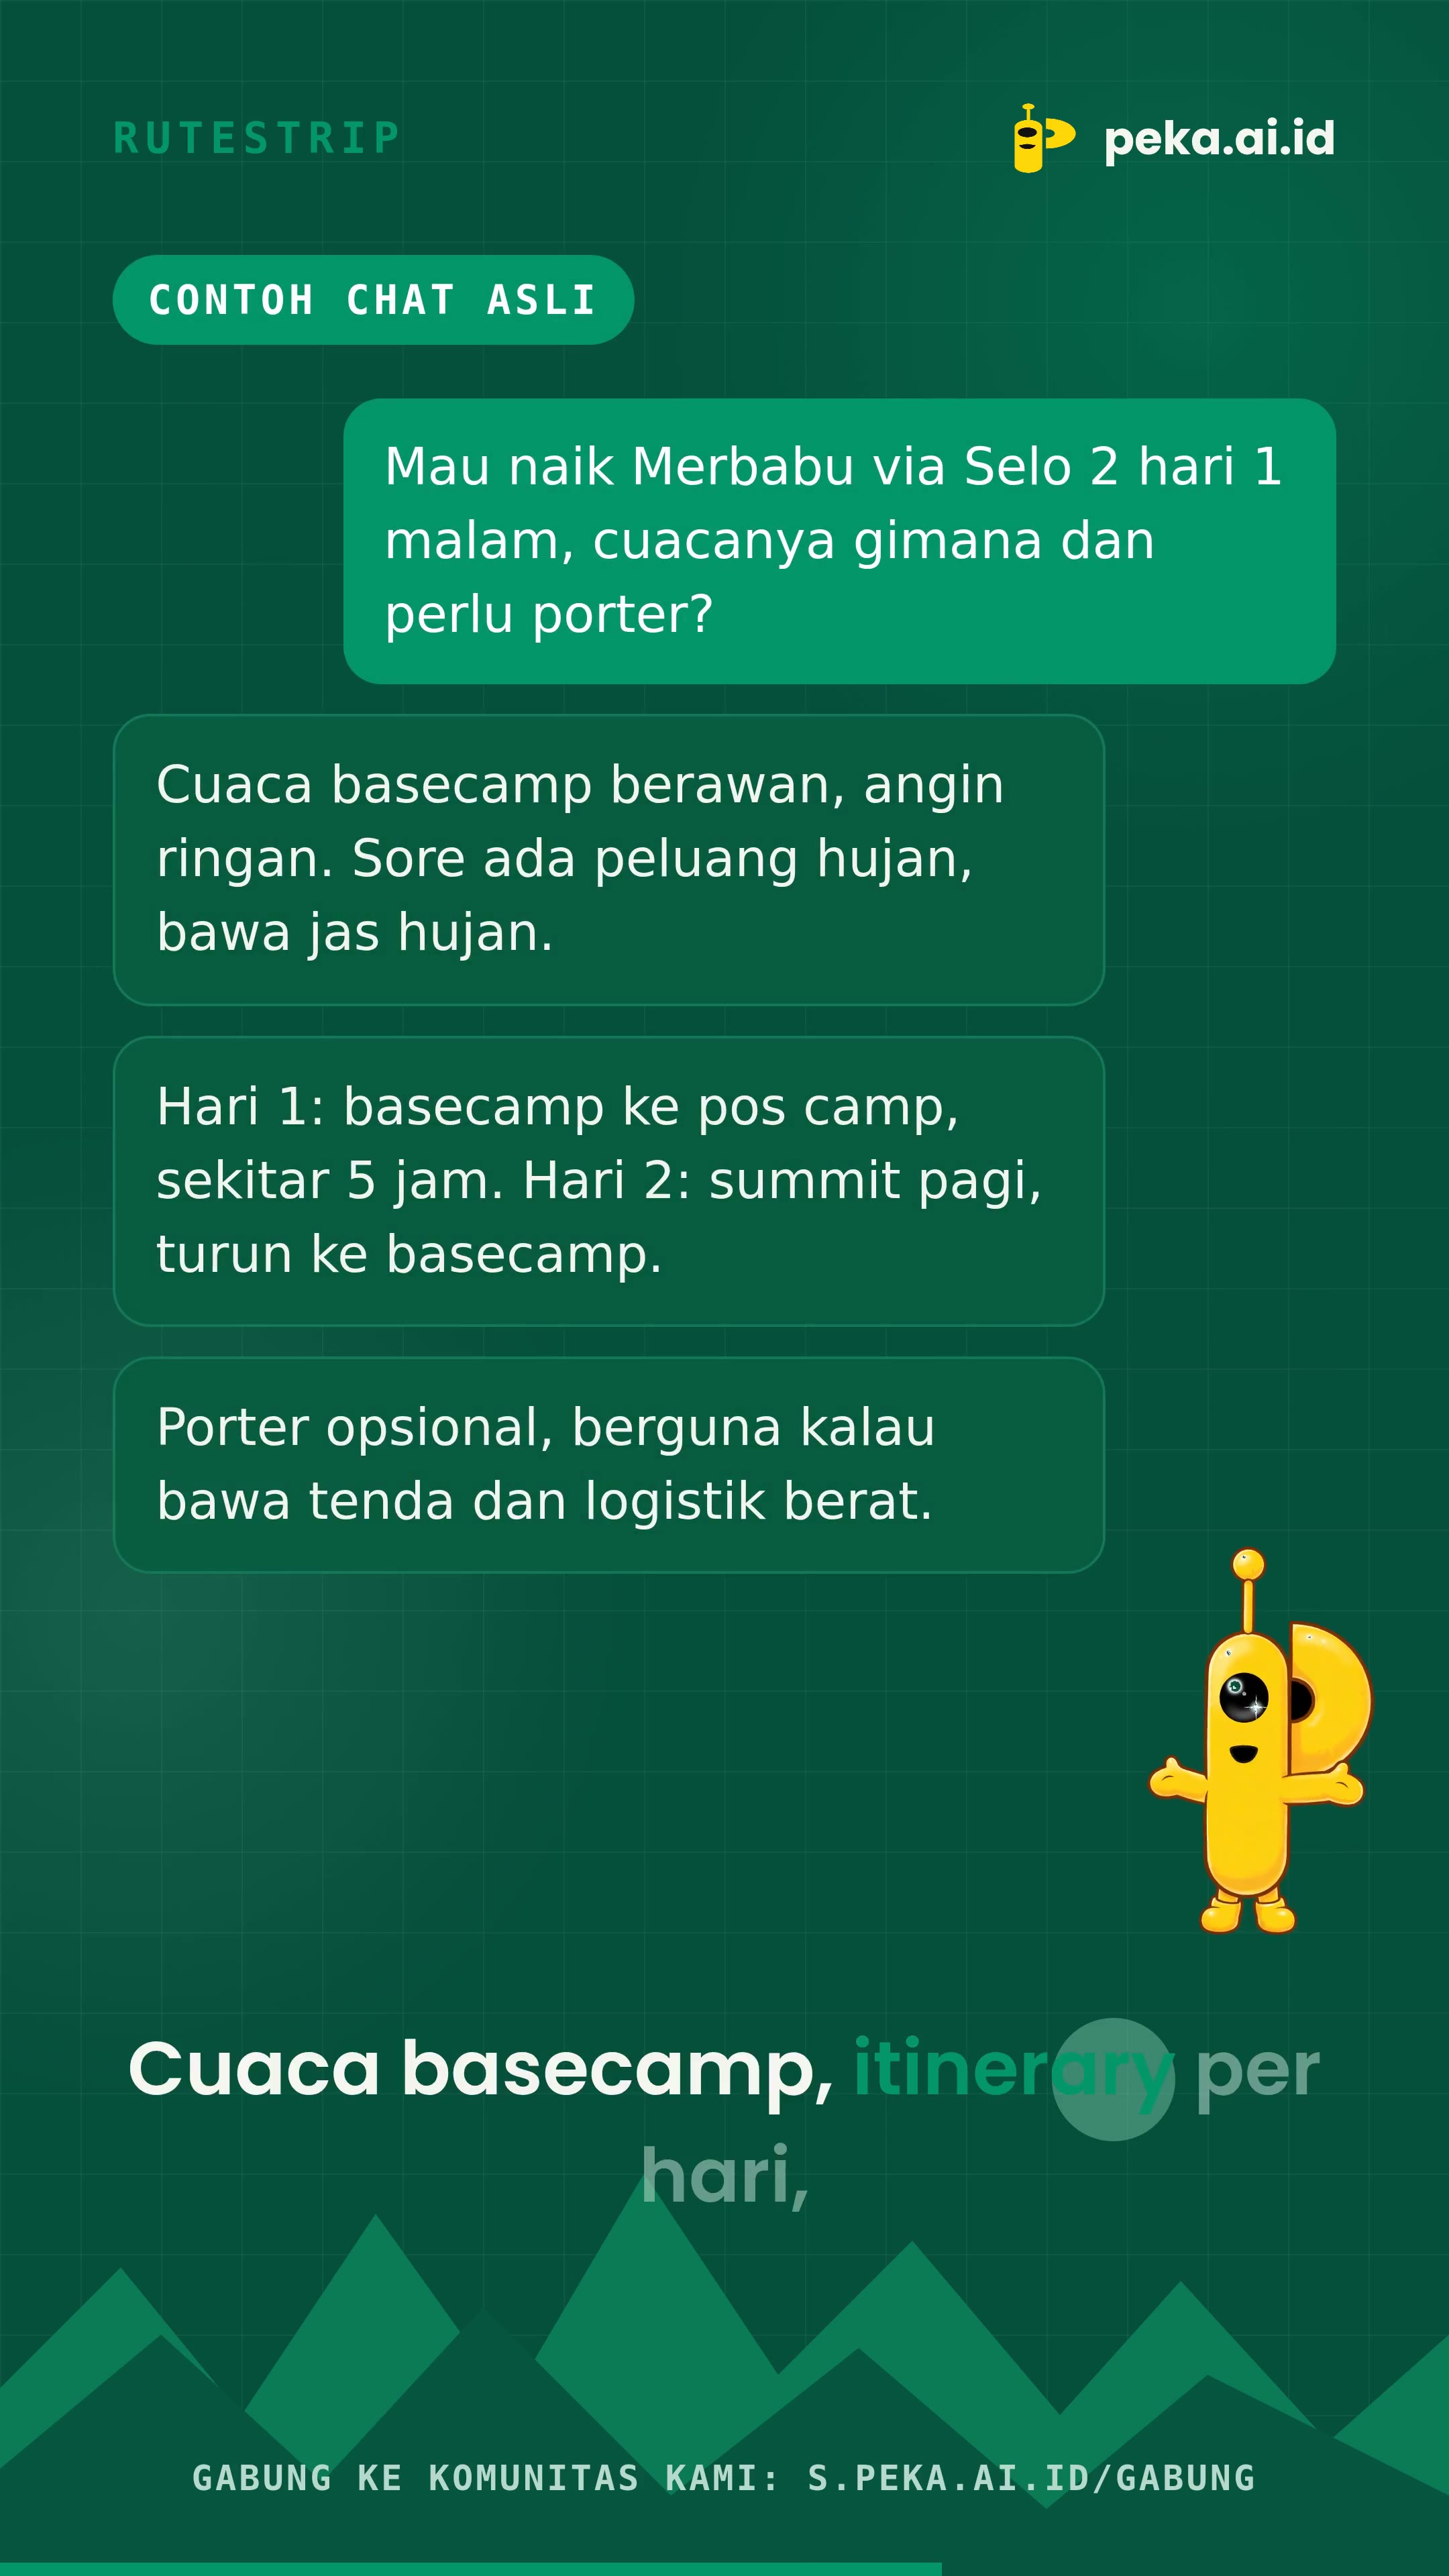 RUTESTRIP
peka.ai.id
CONTOH CHAT ASLI
Mau naik Merbabu via Selo 2 hari 1
malam, cuacanya gimana dan
perlu porter?
Cuaca basecamp berawan, angin
ringan. Sore ada peluang hujan,
bawa jas hujan.
Hari 1: basecamp ke pos camp,
sekitar 5 jam. Hari 2: summit pagi,
turun ke basecamp.
Porter opsional, berguna kalau
bawa tenda dan logistik berat.
Cuaca basecamp, itinerary per
hari,
GABUNG KE KOMUNITAS KAMI: S.PEKA.AI.ID/GABUNG